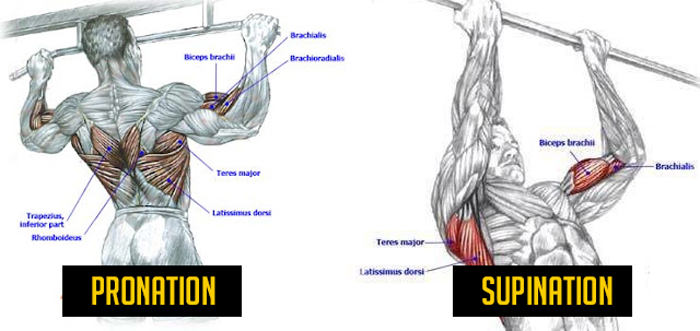 Brachialis
Biceps brachii
Brachioradialis
Teres major
Latissimus dorsi
Trapezius,
inferior part
Rhomboideus
PRONATION
Biceps brachii
Brachialis
Teres major
Latissimus dorsi
SUPINATION